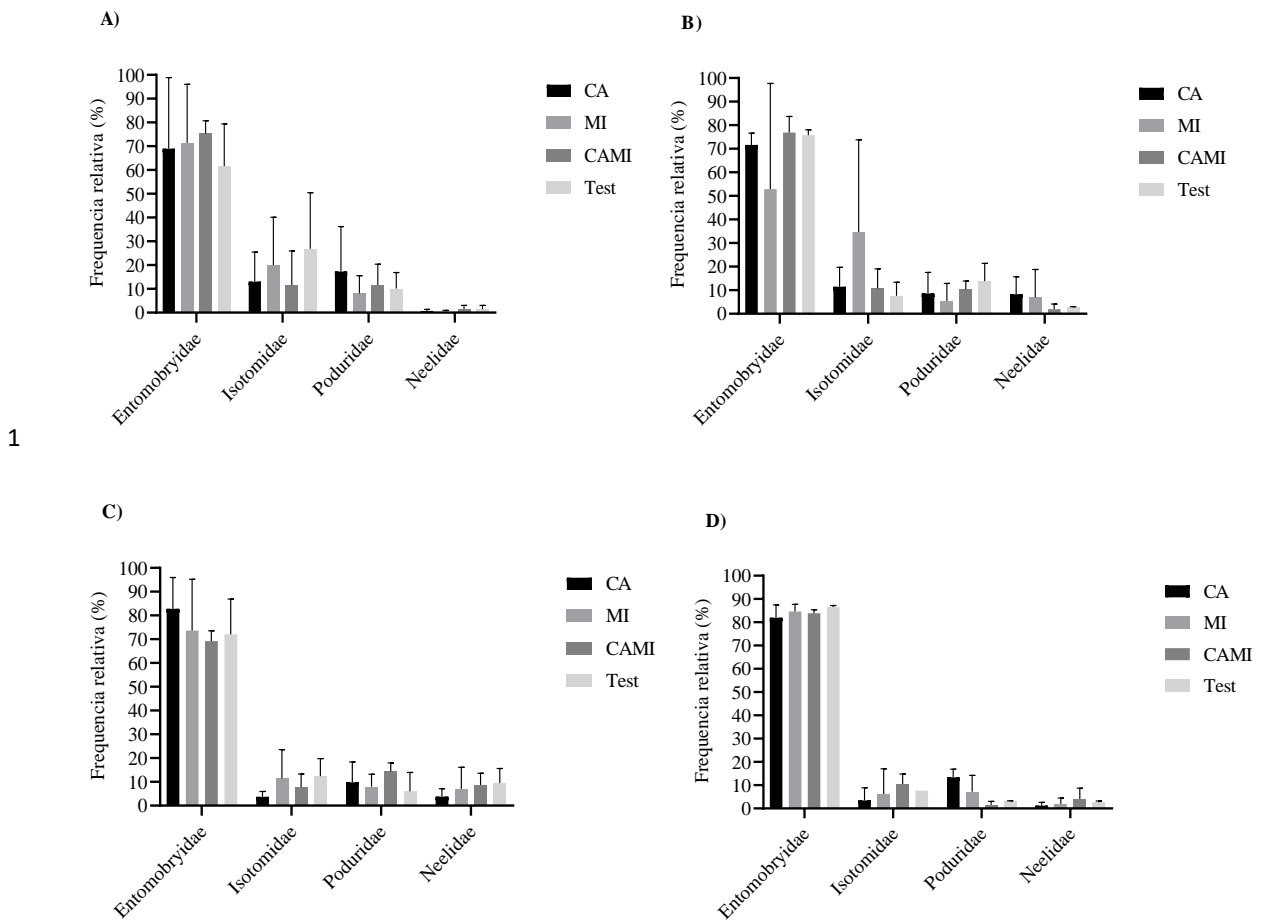 A)
Frequencia relativa (%)
100
90
80
70
60
50
40
30
20
10
0
Entomobryidae
Isotomidae
Poduridae
Neelidae
CA
MI
CAMI
Test
B)
Frequencia relativa (%)
100
90
80
70
60
50
40
30
20
10
0
Entomobryidae
Isotomidae
Poduridae
Neelidae
CA
MI
CAMI
Test
1
C)
Frequencia relativa (%)
100
90
80
70
60
50
40
30
20
10
0
Entomobryidae
Isotomidae
Poduridae
Neelidae
CA
MI
CAMI
Test
D)
Frequencia relativa (%)
100
90
80
70
60
50
40
30
20
10
0
Entomobryidae
Isotomidae
Poduridae
Neelidae
CA
MI
CAMI
Test